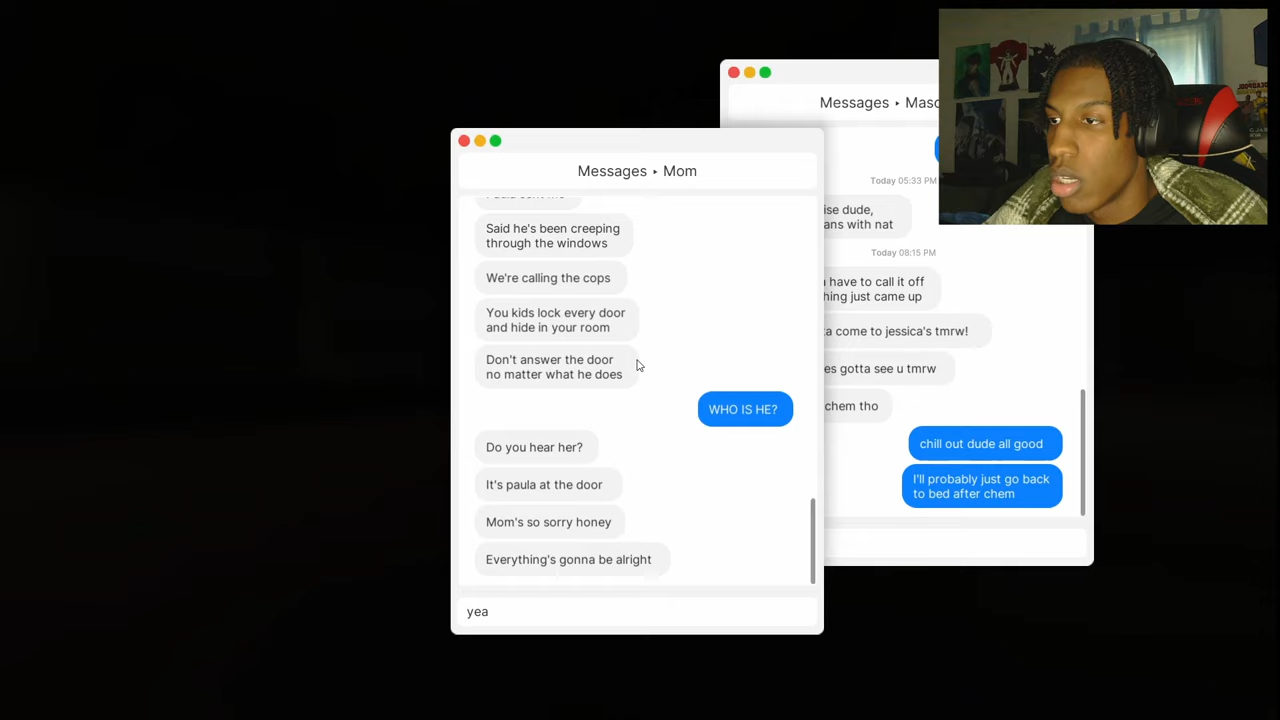 Messages ‣ Mom
Said he's been creeping
through the windows
We're calling the cops
You kids lock every door
and hide in your room
Don't answer the door
no matter what he does
WHO IS HE?
Do you hear her?
It's paula at the door
Mom's so sorry honey
Everything's gonna be alright
yea
Messages ‣ Masc
Today 05:33 PM
ise dude,
ans with nat
Today 08:15 PM
have to call it off
hing just came up
ta come to jessica's tmrw!
es gotta see u tmrw
chem tho
chill out dude all good
I'll probably just go back
to bed after chem